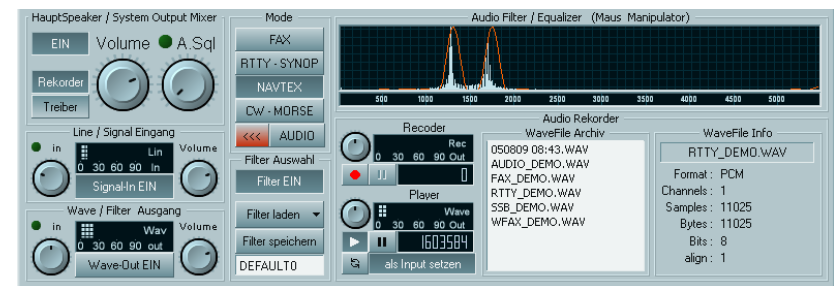 HauptSpeaker / System Output Mixer
EIN
Volume
A.Sql
Rekorder
Treiber
Line / Signal Eingang
in
Lin
Volume
0 30 60 90 In
Signal-In EIN
Wave / Filter Ausgang
in
Wav
Volume
0 30 60 90 out
Wave-Out EIN
Mode
FAX
RTTY - SYNOP
NAVTEX
CW - MORSE
<<< AUDIO
Filter Auswahl
Filter EIN
Filter laden
Filter speichern
DEFAULT0
Audio Filter / Equalizer (Maus Manipulator)
500 1000 1500 2000 2500 3000 3500 4000 4500 5000
Audio Rekorder
Recoder
Rec
0 30 60 90 Out
0
Player
Wave
0 30 60 90 Out
1603584
als Input setzen
WaveFile Archiv
050809 08:43.WAV
AUDIO_DEMO.WAV
FAX_DEMO.WAV
RTTY_DEMO.WAV
SSB_DEMO.WAV
WFAX_DEMO.WAV
WaveFile Info
RTTY_DEMO.WAV
Format : PCM
Channels : 1
Samples : 11025
Bytes : 11025
Bits : 8
align : 1